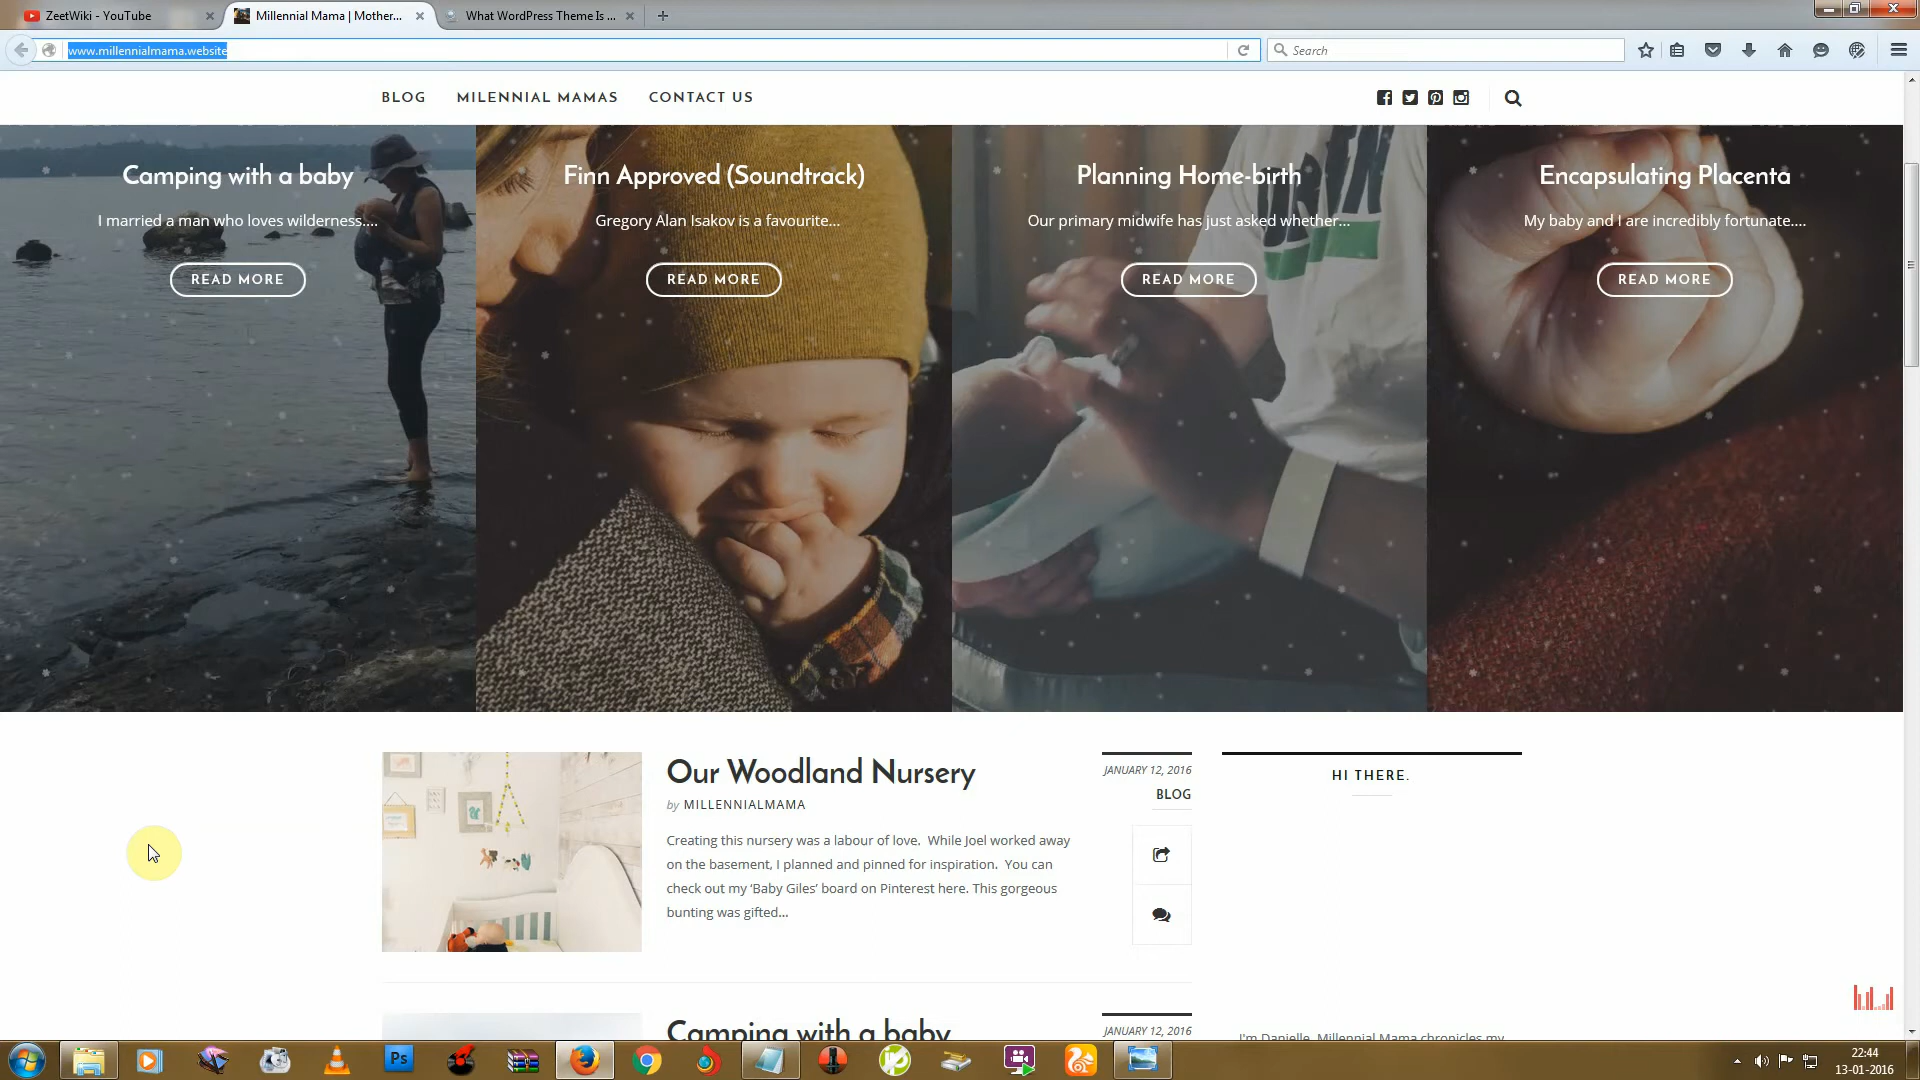 ZeetWiki - YouTube
Millennial Mama | Mother...
What WordPress Theme Is ...
www.millennialmama.website
Search
BLOG
MILENNIAL MAMAS
CONTACT US
Camping with a baby
I married a man who loves wilderness....
READ MORE
Finn Approved (Soundtrack)
Gregory Alan Isakov is a favourite...
READ MORE
Planning Home-birth
Our primary midwife has just asked whether...
READ MORE
Encapsulating Placenta
My baby and I are incredibly fortunate....
READ MORE
Our Woodland Nursery
by MILLENNIALMAMA
Creating this nursery was a labour of love. While Joel worked away
on the basement, I planned and pinned for inspiration. You can
check out my ‘Baby Giles’ board on Pinterest here. This gorgeous
bunting was gifted...
JANUARY 12, 2016
BLOG
HI THERE.
Camping with a baby
JANUARY 12, 2016
I'm Danielle. Millennial Mama chronicles my
Ps
22:44
13-01-2016